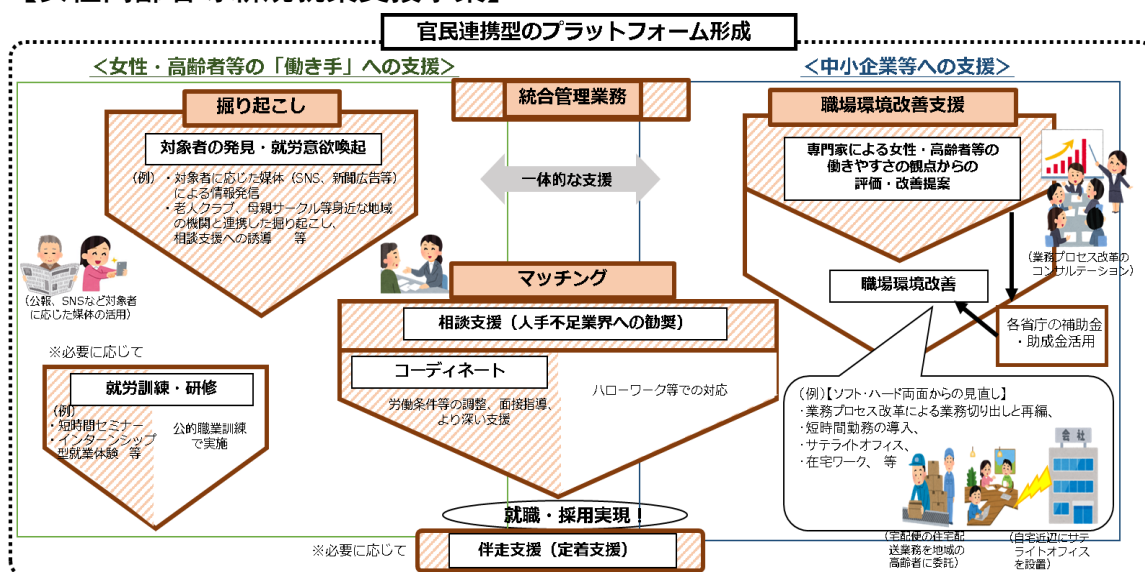 官民連携型のプラットフォーム形成
＜女性・高齢者等の「働き手」への支援＞
掘り起こし
対象者の発見・就労意欲喚起
（例）・対象者に応じた媒体（SNS、新聞広告等）
による情報発信
・老人クラブ、母親サークル等身近な地域
の機関と連携した掘り起こし、
相談支援への誘導　等
（公報、SNSなど対象者
に応じた媒体の活用）
※必要に応じて
就労訓練・研修
（例）
・短時間セミナー
・インターンシップ
型就業体験　等
公的職業訓練
で実施
統合管理業務
一体的な支援
マッチング
相談支援（人手不足業界への勧奨）
コーディネート
労働条件等の調整、面接指導、
より深い支援
ハローワーク等での対応
就職・採用実現！
※必要に応じて
伴走支援（定着支援）
＜中小企業等への支援＞
職場環境改善支援
専門家による女性・高齢者等の
働きやすさの観点からの
評価・改善提案
（業務プロセス改革の
コンサルテーション）
職場環境改善
各省庁の補助金
・助成金活用
（例）【ソフト・ハード両面からの見直し】
・業務プロセス改革による業務切り出しと再編、
・短時間勤務の導入、
・サテライトオフィス、
・在宅ワーク、　等
会社
（宅配便の住宅配
送業務を地域の
高齢者に委託）
（自宅近辺にサテ
ライトオフィス
を設置）